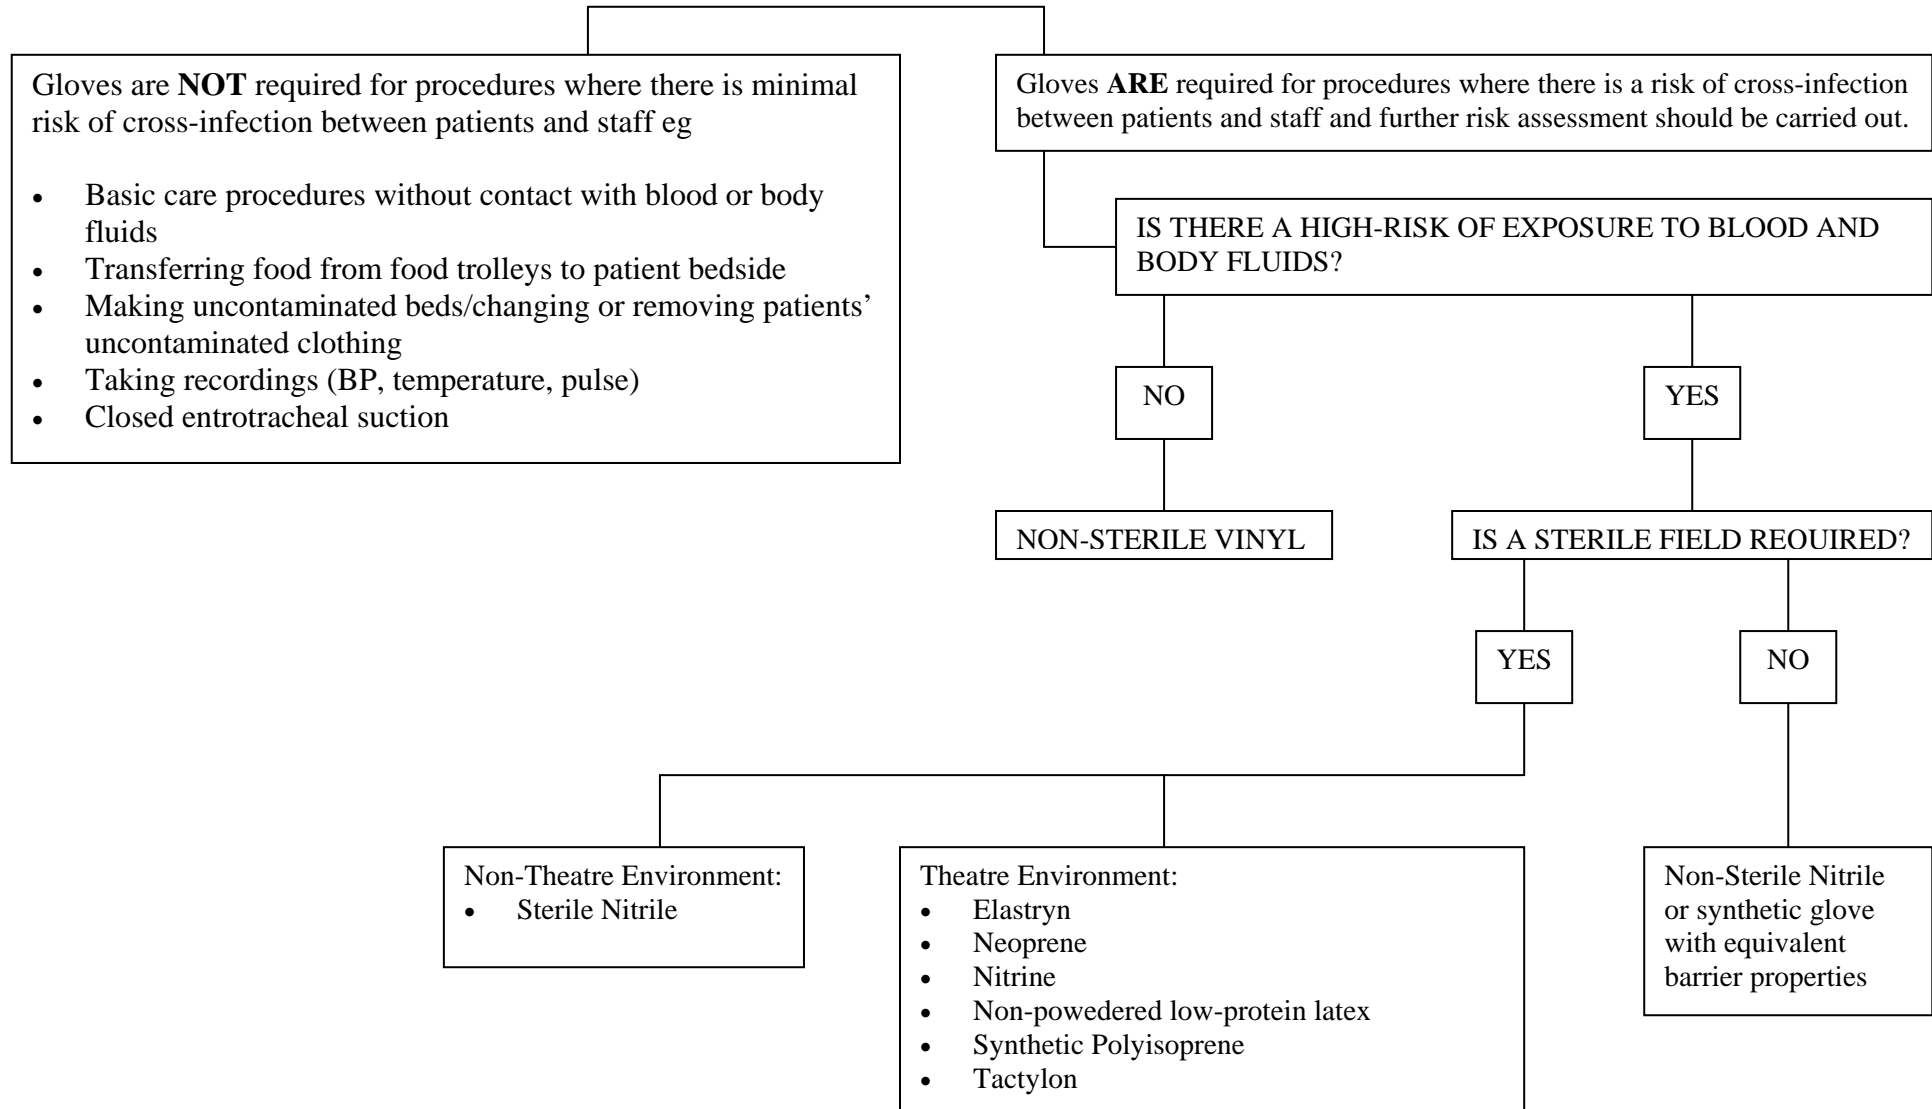 Gloves are NOT required for procedures where there is minimal
risk of cross-infection between patients and staff eg
• Basic care procedures without contact with blood or body
fluids
• Transferring food from food trolleys to patient bedside
• Making uncontaminated beds/changing or removing patients’
uncontaminated clothing
• Taking recordings (BP, temperature, pulse)
• Closed entrotracheal suction
Gloves ARE required for procedures where there is a risk of cross-infection
between patients and staff and further risk assessment should be carried out.
IS THERE A HIGH-RISK OF EXPOSURE TO BLOOD AND
BODY FLUIDS?
NO
YES
NON-STERILE VINYL
IS A STERILE FIELD REQUIRED?
YES
NO
Non-Theatre Environment:
• Sterile Nitrile
Theatre Environment:
• Elastryn
• Neoprene
• Nitrine
• Non-powedered low-protein latex
• Synthetic Polyisoprene
• Tactylon
Non-Sterile Nitrile
or synthetic glove
with equivalent
barrier properties